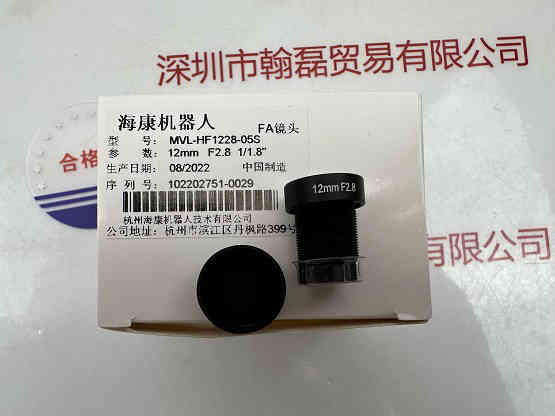 深圳市翰磊贸易有限公司
海康机器人
FA镜头
型 号: MVL-HF1228-05S
参 数: 12mm F2.8 1/1.8"
生产日期: 08/2022 中国制造
序列号: 102202751-0029
杭州海康机器人技术有限公司
公司地址: 杭州市滨江区丹枫路399号
合格
12mm F2.8
有限公司